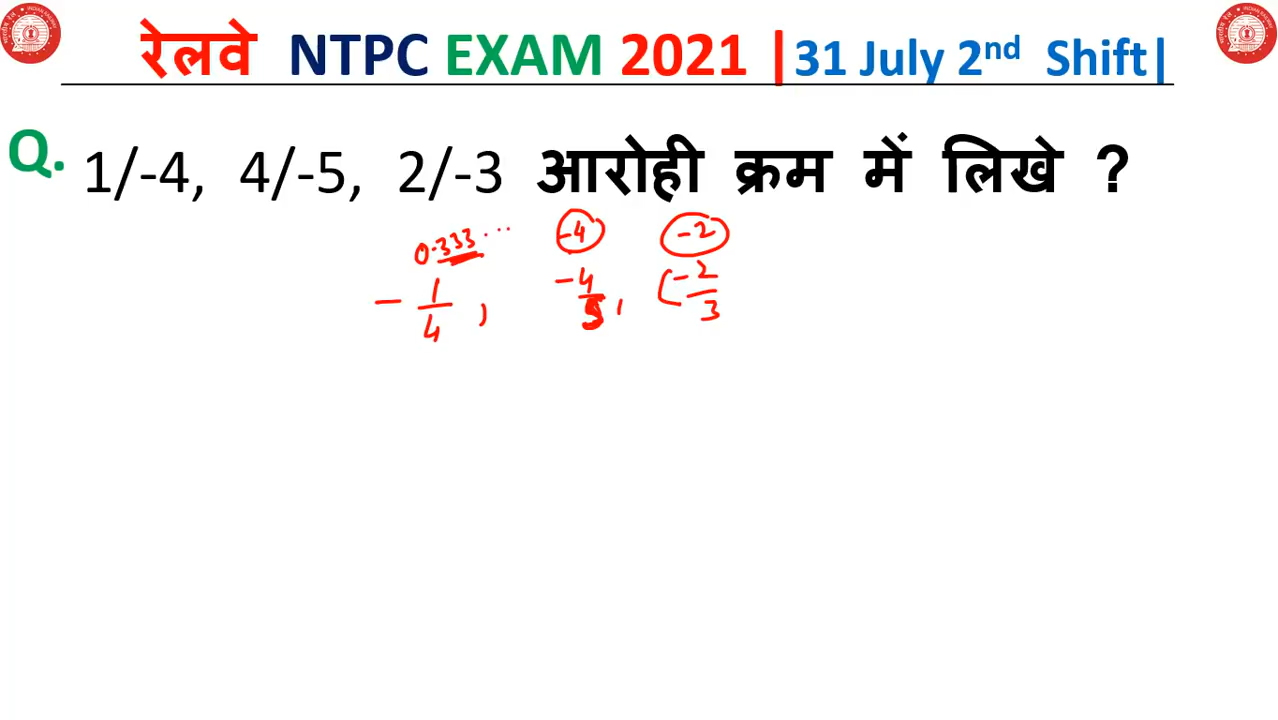 रेलवे NTPC EXAM 2021 |31 July 2nd Shift|
Q. 1/-4, 4/-5, 2/-3 आरोही क्रम में लिखे ?
0.333... -4 -2
-1/4, -4/5, (-2/3